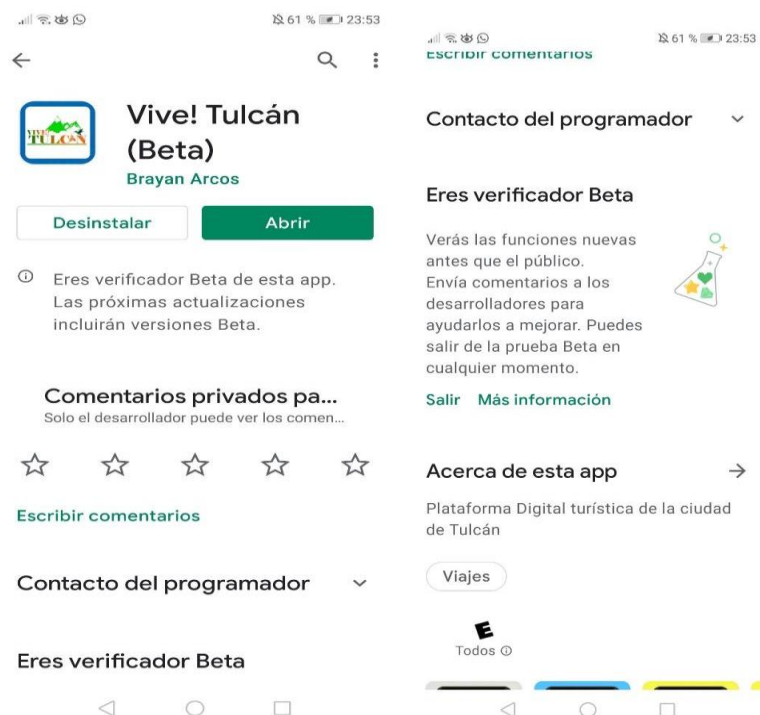 61 % 23:53
Vive! Tulcán
(Beta)
Brayan Arcos
VIVE!
TULCÁN
Desinstalar
Abrir
Eres verificador Beta de esta app.
Las próximas actualizaciones
incluirán versiones Beta.
Comentarios privados pa...
Solo el desarrollador puede ver los comen...
Escribir comentarios
Contacto del programador
Eres verificador Beta
61 % 23:53
Escribir comentarios
Contacto del programador
Eres verificador Beta
Verás las funciones nuevas
antes que el público.
Envía comentarios a los
desarrolladores para
ayudarlos a mejorar. Puedes
salir de la prueba Beta en
cualquier momento.
Salir Más información
Acerca de esta app
Plataforma Digital turística de la ciudad
de Tulcán
Viajes
E
Todos